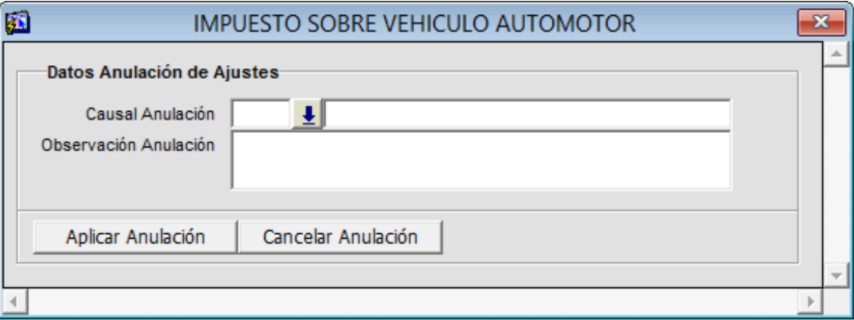 IMPUESTO SOBRE VEHICULO AUTOMOTOR
Datos Anulación de Ajustes
Causal Anulación
Observación Anulación
Aplicar Anulación Cancelar Anulación